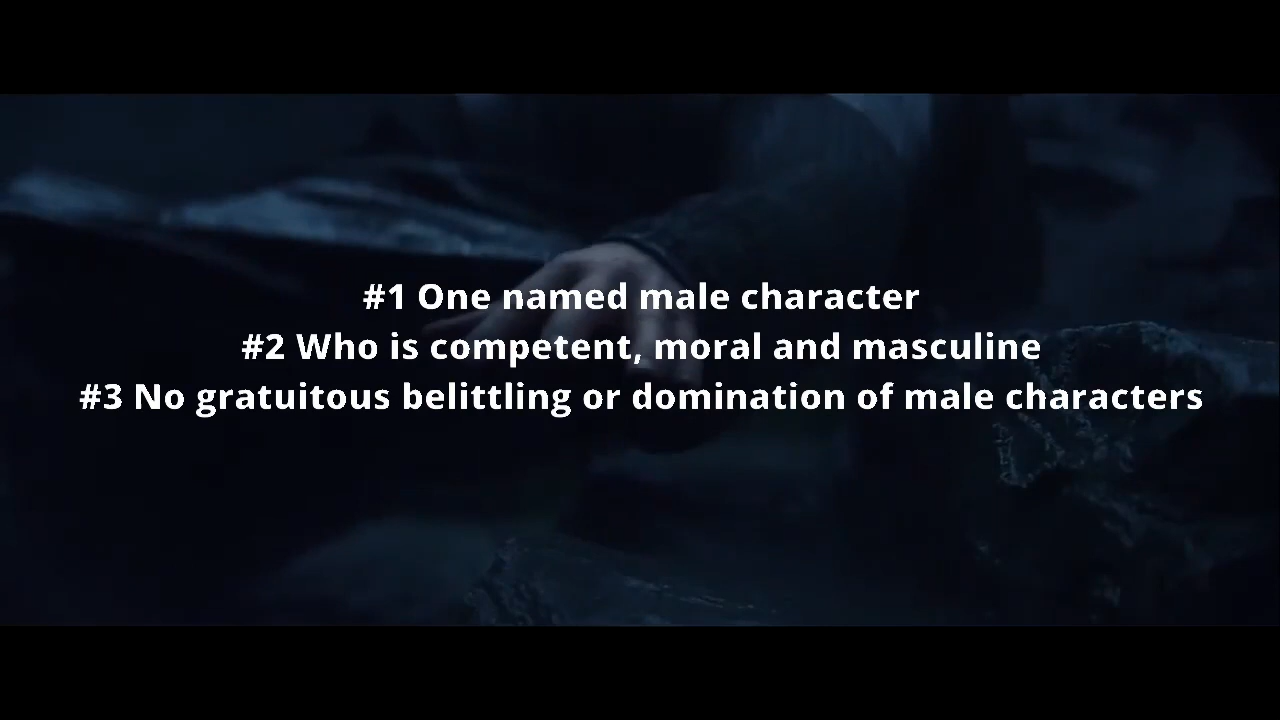 #1 One named male character
#2 Who is competent, moral and masculine
#3 No gratuitous belittling or domination of male characters